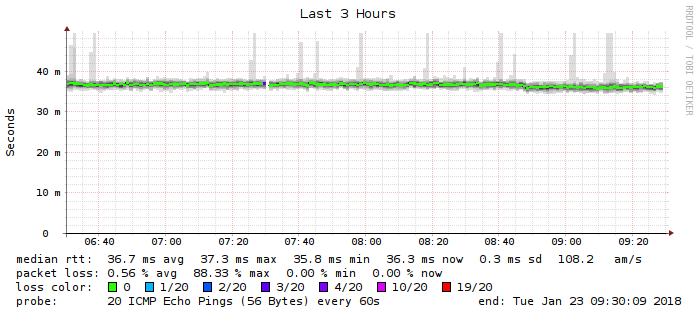 Last 3 Hours
RRDTOOL / TOBI OETIKER
Seconds
40 m
30 m
20 m
10 m
0
06:40 07:00 07:20 07:40 08:00 08:20 08:40 09:00 09:20
median rtt: 36.7 ms avg 37.3 ms max 35.8 ms min 36.3 ms now 0.3 ms sd 108.2 am/s
packet loss: 0.56 % avg 88.33 % max 0.00 % min 0.00 % now
loss color: 0 1/20 2/20 3/20 4/20 10/20 19/20
probe: 20 ICMP Echo Pings (56 Bytes) every 60s end: Tue Jan 23 09:30:09 2018